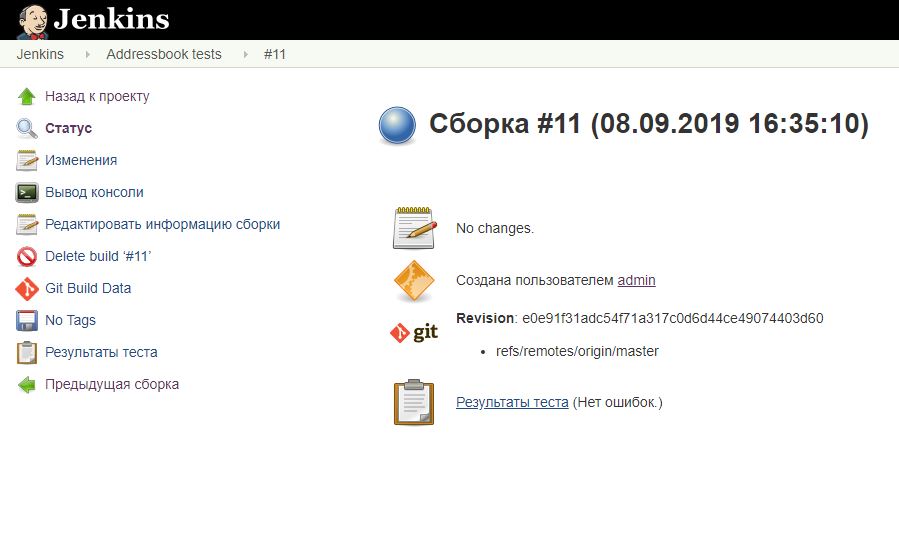 Jenkins
Jenkins Addressbook tests #11
Назад к проекту
Статус
Изменения
Вывод консоли
Редактировать информацию сборки
Delete build ‘#11’
Git Build Data
No Tags
Результаты теста
Предыдущая сборка
Сборка #11 (08.09.2019 16:35:10)
No changes.
Создана пользователем admin
git
Revision: e0e91f31adc54f71a317c0d6d44ce49074403d60
refs/remotes/origin/master
Результаты теста (Нет ошибок.)